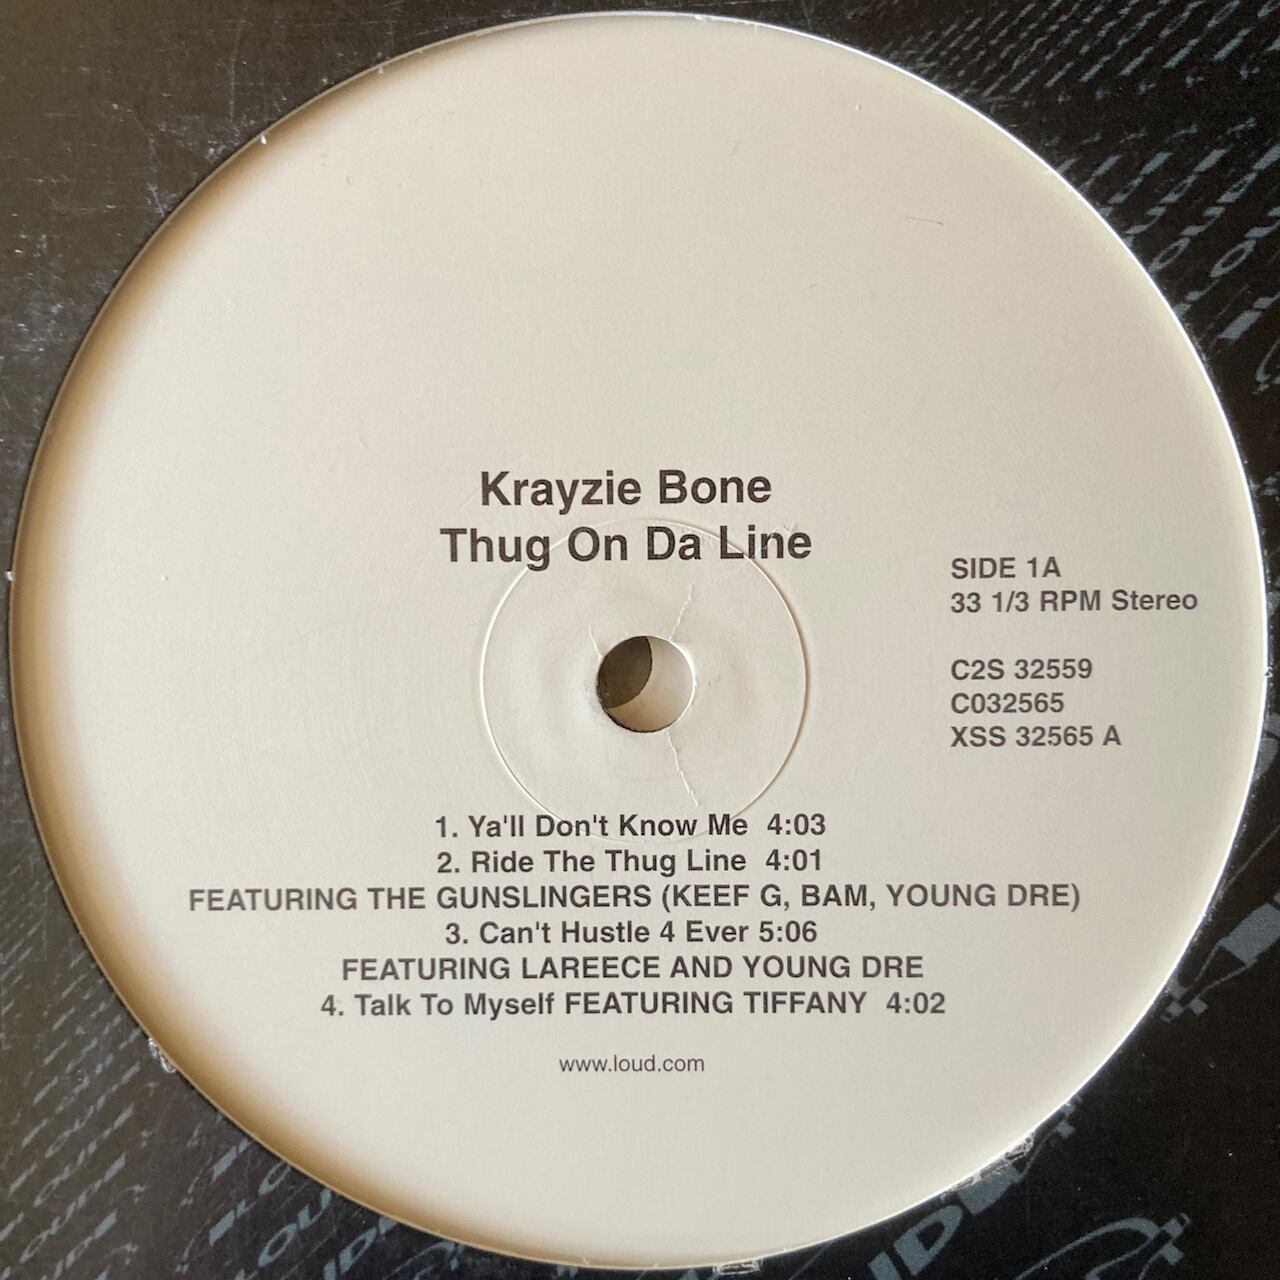 Krayzie Bone
Thug On Da Line
SIDE 1A
33 1/3 RPM Stereo
C2S 32559
C032565
XSS 32565 A
1. Ya'll Don't Know Me 4:03
2. Ride The Thug Line 4:01
FEATURING THE GUNSLINGERS (KEEF G, BAM, YOUNG DRE)
3. Can't Hustle 4 Ever 5:06
FEATURING LAREECE AND YOUNG DRE
4. Talk To Myself FEATURING TIFFANY 4:02
www.loud.com